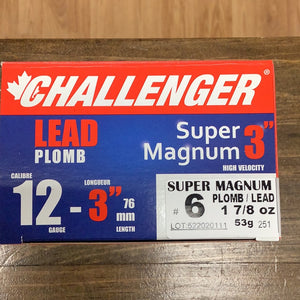 CHALLENGER®
LEAD
PLOMB
Super
Magnum 3"
HIGH VELOCITY
CALIBRE
12
GAUGE
-
LONGUEUR
3"
76
mm
LENGTH
SUPER MAGNUM
# 6
PLOMB / LEAD
1 7/8 oz
53g 251
LOT 522020111